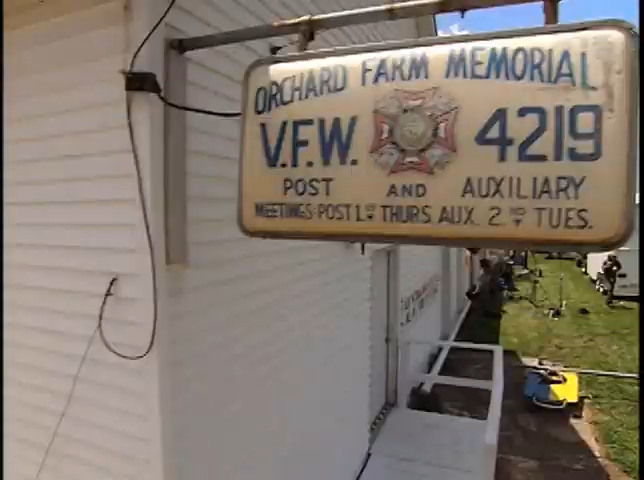 ORCHARD FARM MEMORIAL
V.F.W. 4219
POST AND AUXILIARY
MEETINGS-POST 1ST THURS. AUX. 2ND TUES.